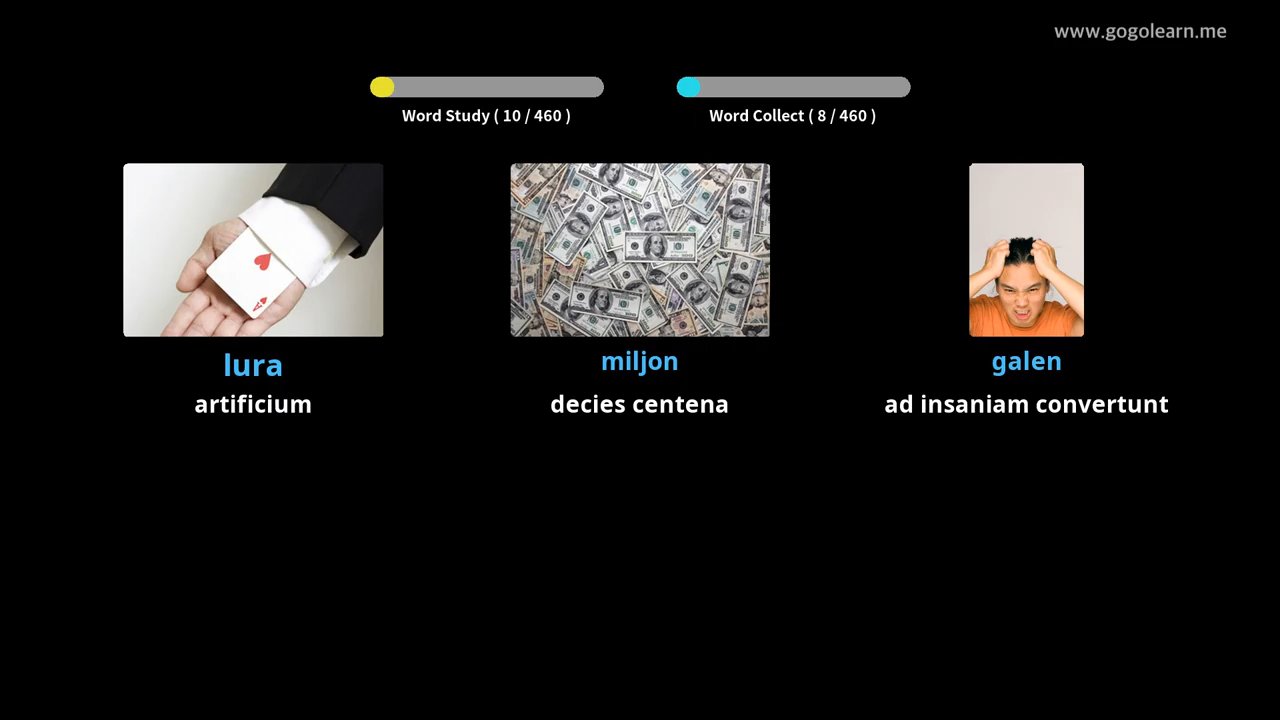 www.gogolearn.me
Word Study ( 10 / 460 )
Word Collect ( 8 / 460 )
lura
miljon
galen
artificium
decies centena
ad insaniam convertunt